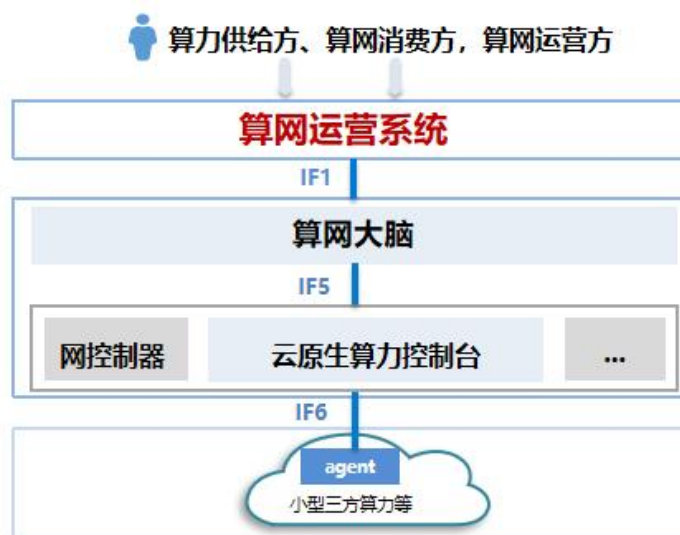 算力供给方、算网消费方，算网运营方
算网运营系统
IF1
算网大脑
IF5
网控制器 云原生算力控制台 ...
IF6
agent
小型三方算力等